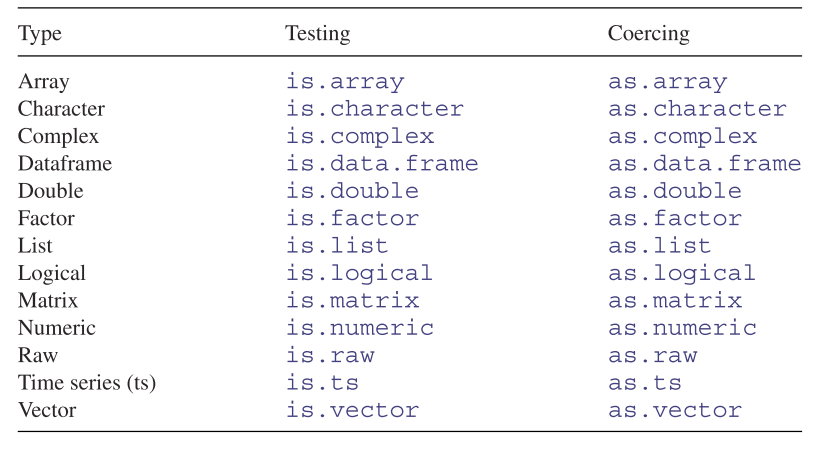 Type Testing Coercing
Array is.array as.array
Character is.character as.character
Complex is.complex as.complex
Dataframe is.data.frame as.data.frame
Double is.double as.double
Factor is.factor as.factor
List is.list as.list
Logical is.logical as.logical
Matrix is.matrix as.matrix
Numeric is.numeric as.numeric
Raw is.raw as.raw
Time series (ts) is.ts as.ts
Vector is.vector as.vector